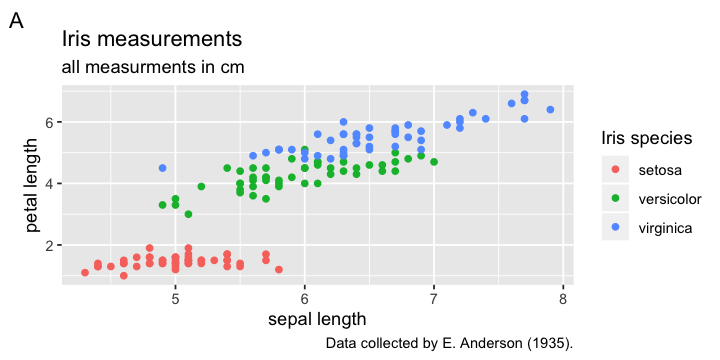 A
Iris measurements
all measurments in cm
petal length
6
4
2
5
6
7
8
sepal length
Iris species
setosa
versicolor
virginica
Data collected by E. Anderson (1935).